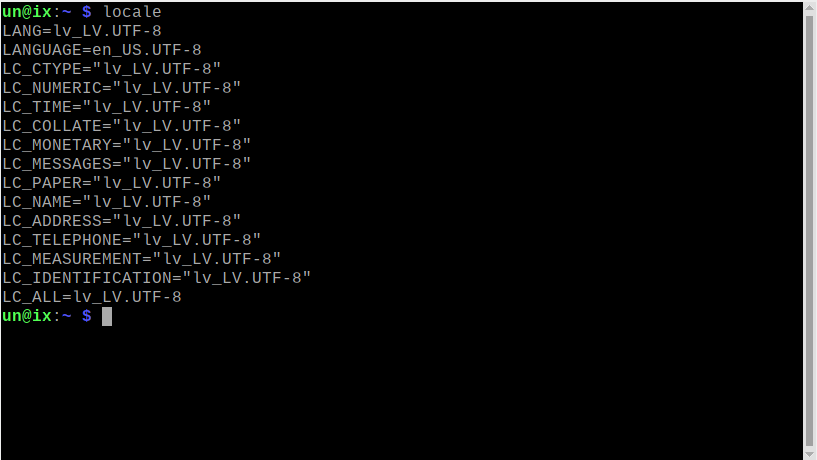 un@ix:~ $ locale
LANG=lv_LV.UTF-8
LANGUAGE=en_US.UTF-8
LC_CTYPE="lv_LV.UTF-8"
LC_NUMERIC="lv_LV.UTF-8"
LC_TIME="lv_LV.UTF-8"
LC_COLLATE="lv_LV.UTF-8"
LC_MONETARY="lv_LV.UTF-8"
LC_MESSAGES="lv_LV.UTF-8"
LC_PAPER="lv_LV.UTF-8"
LC_NAME="lv_LV.UTF-8"
LC_ADDRESS="lv_LV.UTF-8"
LC_TELEPHONE="lv_LV.UTF-8"
LC_MEASUREMENT="lv_LV.UTF-8"
LC_IDENTIFICATION="lv_LV.UTF-8"
LC_ALL=lv_LV.UTF-8
un@ix:~ $